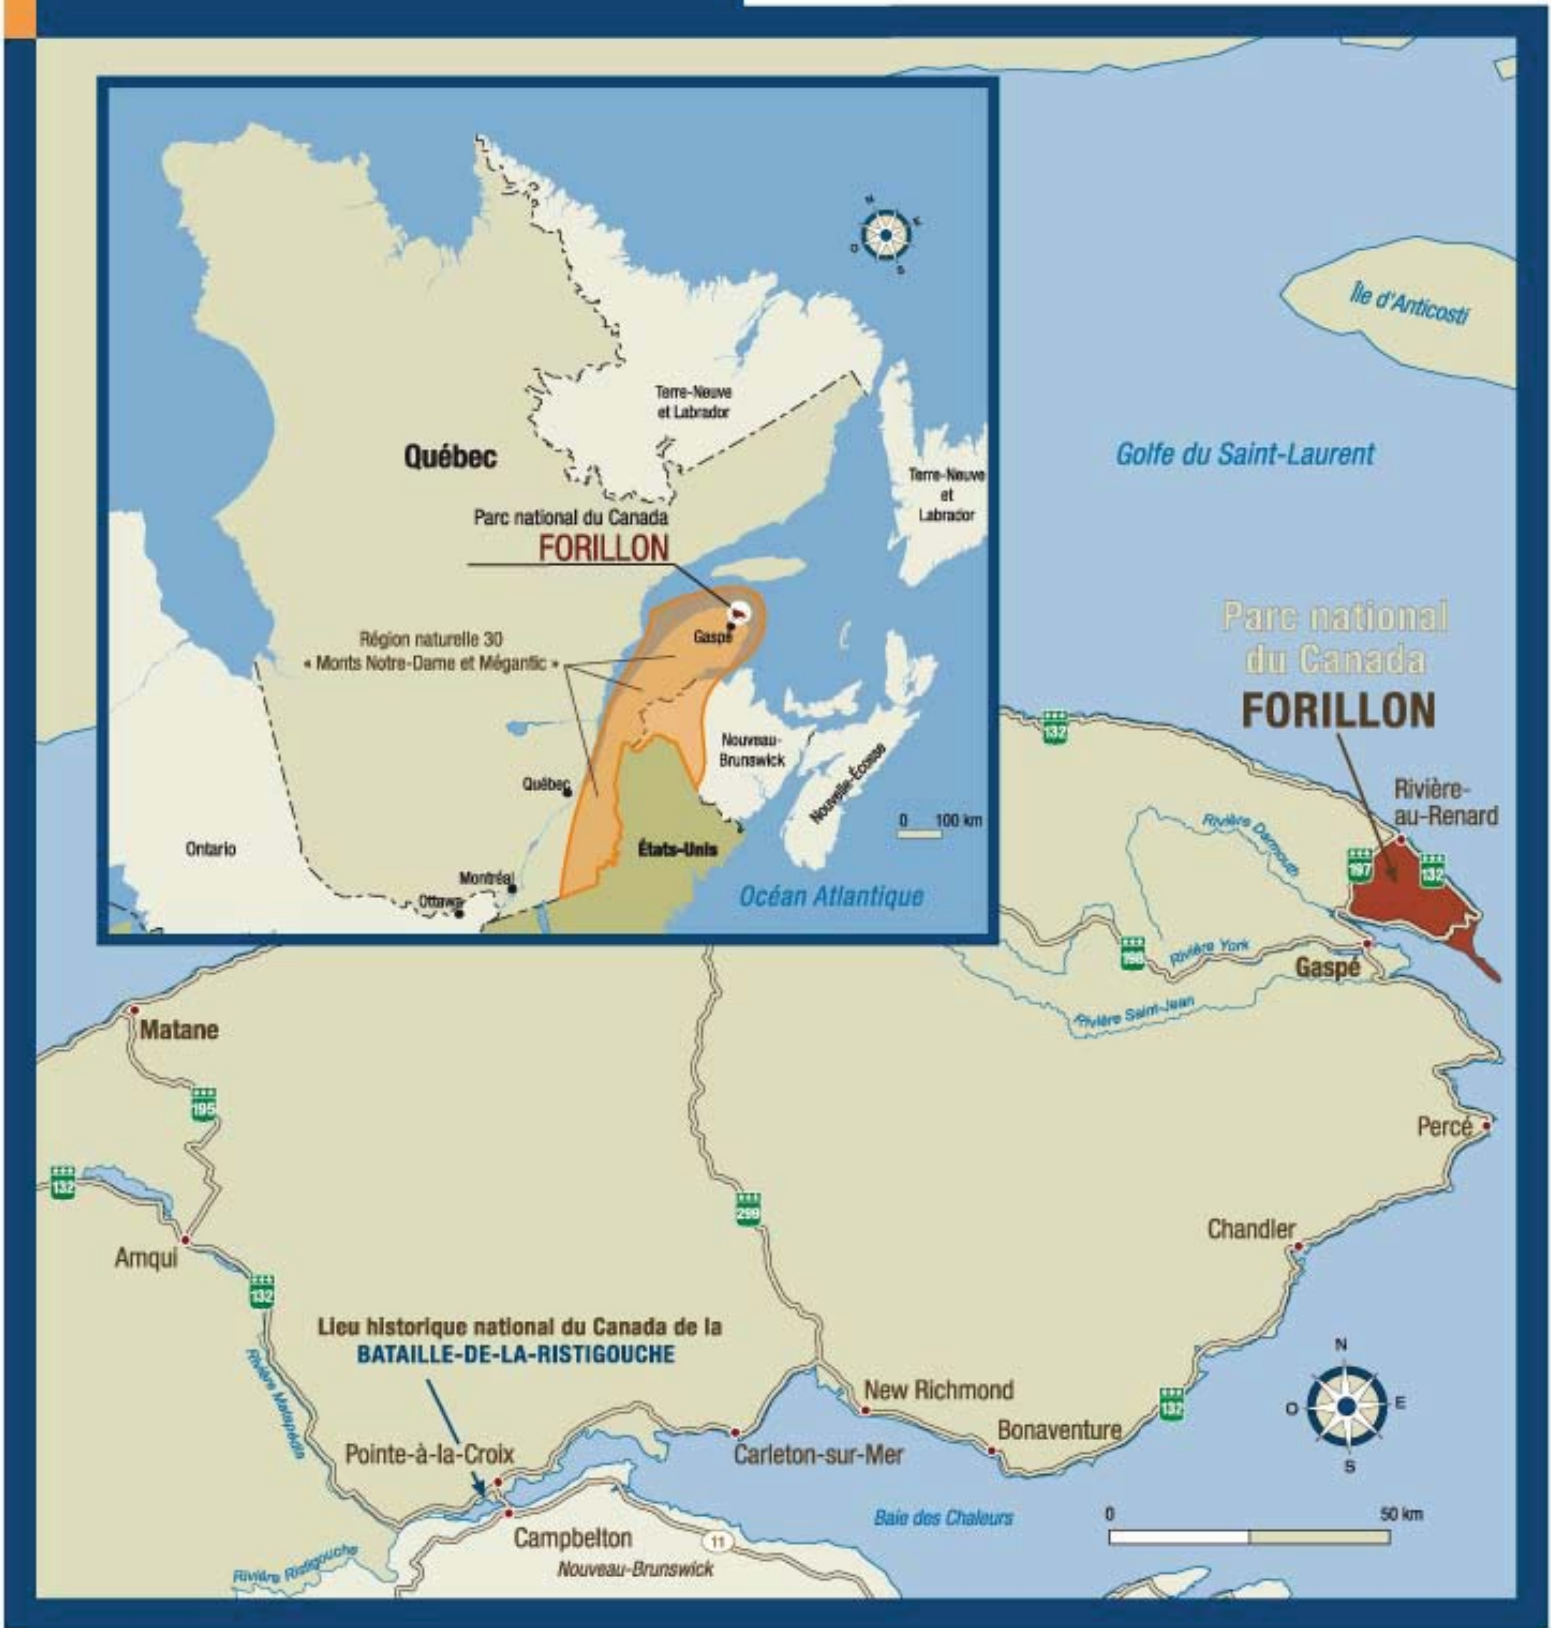 N
E
S
O
Terre-Neuve
et Labrador
Québec
Terre-Neuve
et
Labrador
Parc national du Canada
FORILLON
Gaspé
Région naturelle 30
« Monts Notre-Dame et Mégantic »
Nouveau-
Brunswick
Nouvelle-Écosse
Québec
0 100 km
Ontario
États-Unis
Montréal
Ottawa
Océan Atlantique
Île d'Anticosti
Golfe du Saint-Laurent
Parc national
du Canada
FORILLON
132
Rivière-
au-Renard
Rivière Darmouth
197
132
198
Rivière York
Gaspé
Rivière Saint-Jean
Matane
195
Percé
132
299
Chandler
Amqui
132
Lieu historique national du Canada de la
BATAILLE-DE-LA-RISTIGOUCHE
Rivière Matapédia
New Richmond
132
N
E
S
O
Bonaventure
Pointe-à-la-Croix
Carleton-sur-Mer
Baie des Chaleurs
0 50 km
Campbelton
11
Nouveau-Brunswick
Rivière Ristigouche